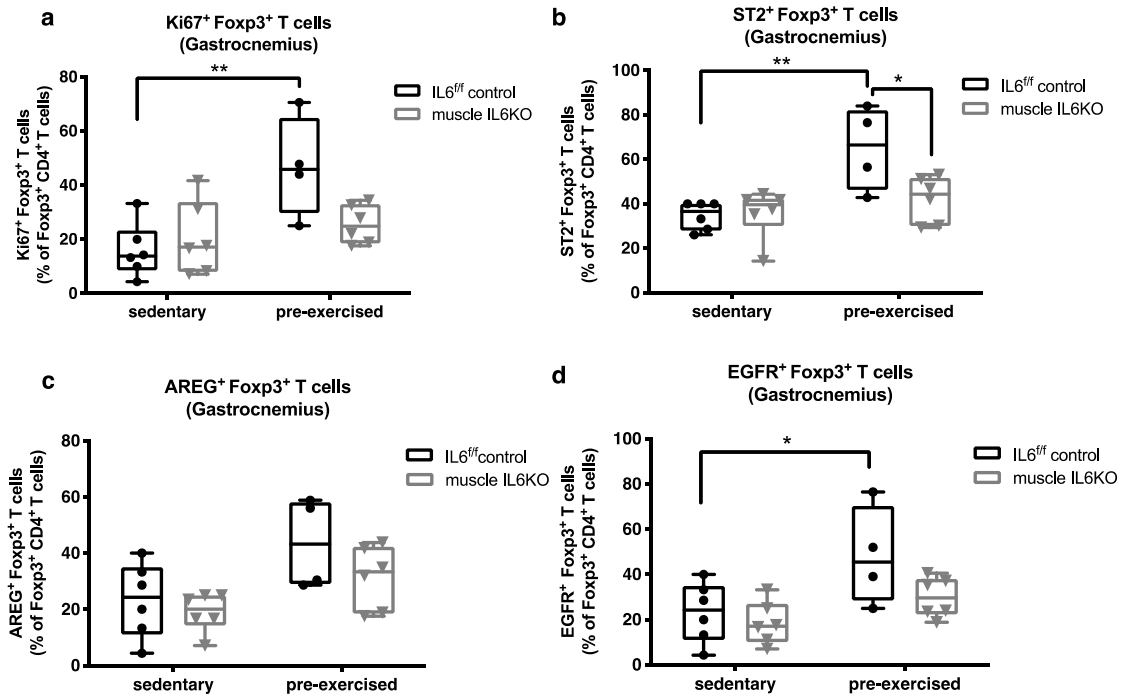 a
Ki67⁺ Foxp3⁺ T cells
(Gastrocnemius)
Ki67⁺ Foxp3⁺ T cells
(% of Foxp3⁺ CD4⁺ T cells)
80
60
40
20
0
**
IL6ᶠ/ᶠ control
muscle IL6KO
sedentary
pre-exercised
b
ST2⁺ Foxp3⁺ T cells
(Gastrocnemius)
ST2⁺ Foxp3⁺ T cells
(% of Foxp3⁺ CD4⁺ T cells)
100
80
60
40
20
0
**
*
IL6ᶠ/ᶠ control
muscle IL6KO
sedentary
pre-exercised
c
AREG⁺ Foxp3⁺ T cells
(Gastrocnemius)
AREG⁺ Foxp3⁺ T cells
(% of Foxp3⁺ CD4⁺ T cells)
80
60
40
20
0
IL6ᶠ/ᶠcontrol
muscle IL6KO
sedentary
pre-exercised
d
EGFR⁺ Foxp3⁺ T cells
(Gastrocnemius)
EGFR⁺ Foxp3⁺ T cells
(% of Foxp3⁺ CD4⁺ T cells)
100
80
60
40
20
0
*
IL6ᶠ/ᶠ control
muscle IL6KO
sedentary
pre-exercised